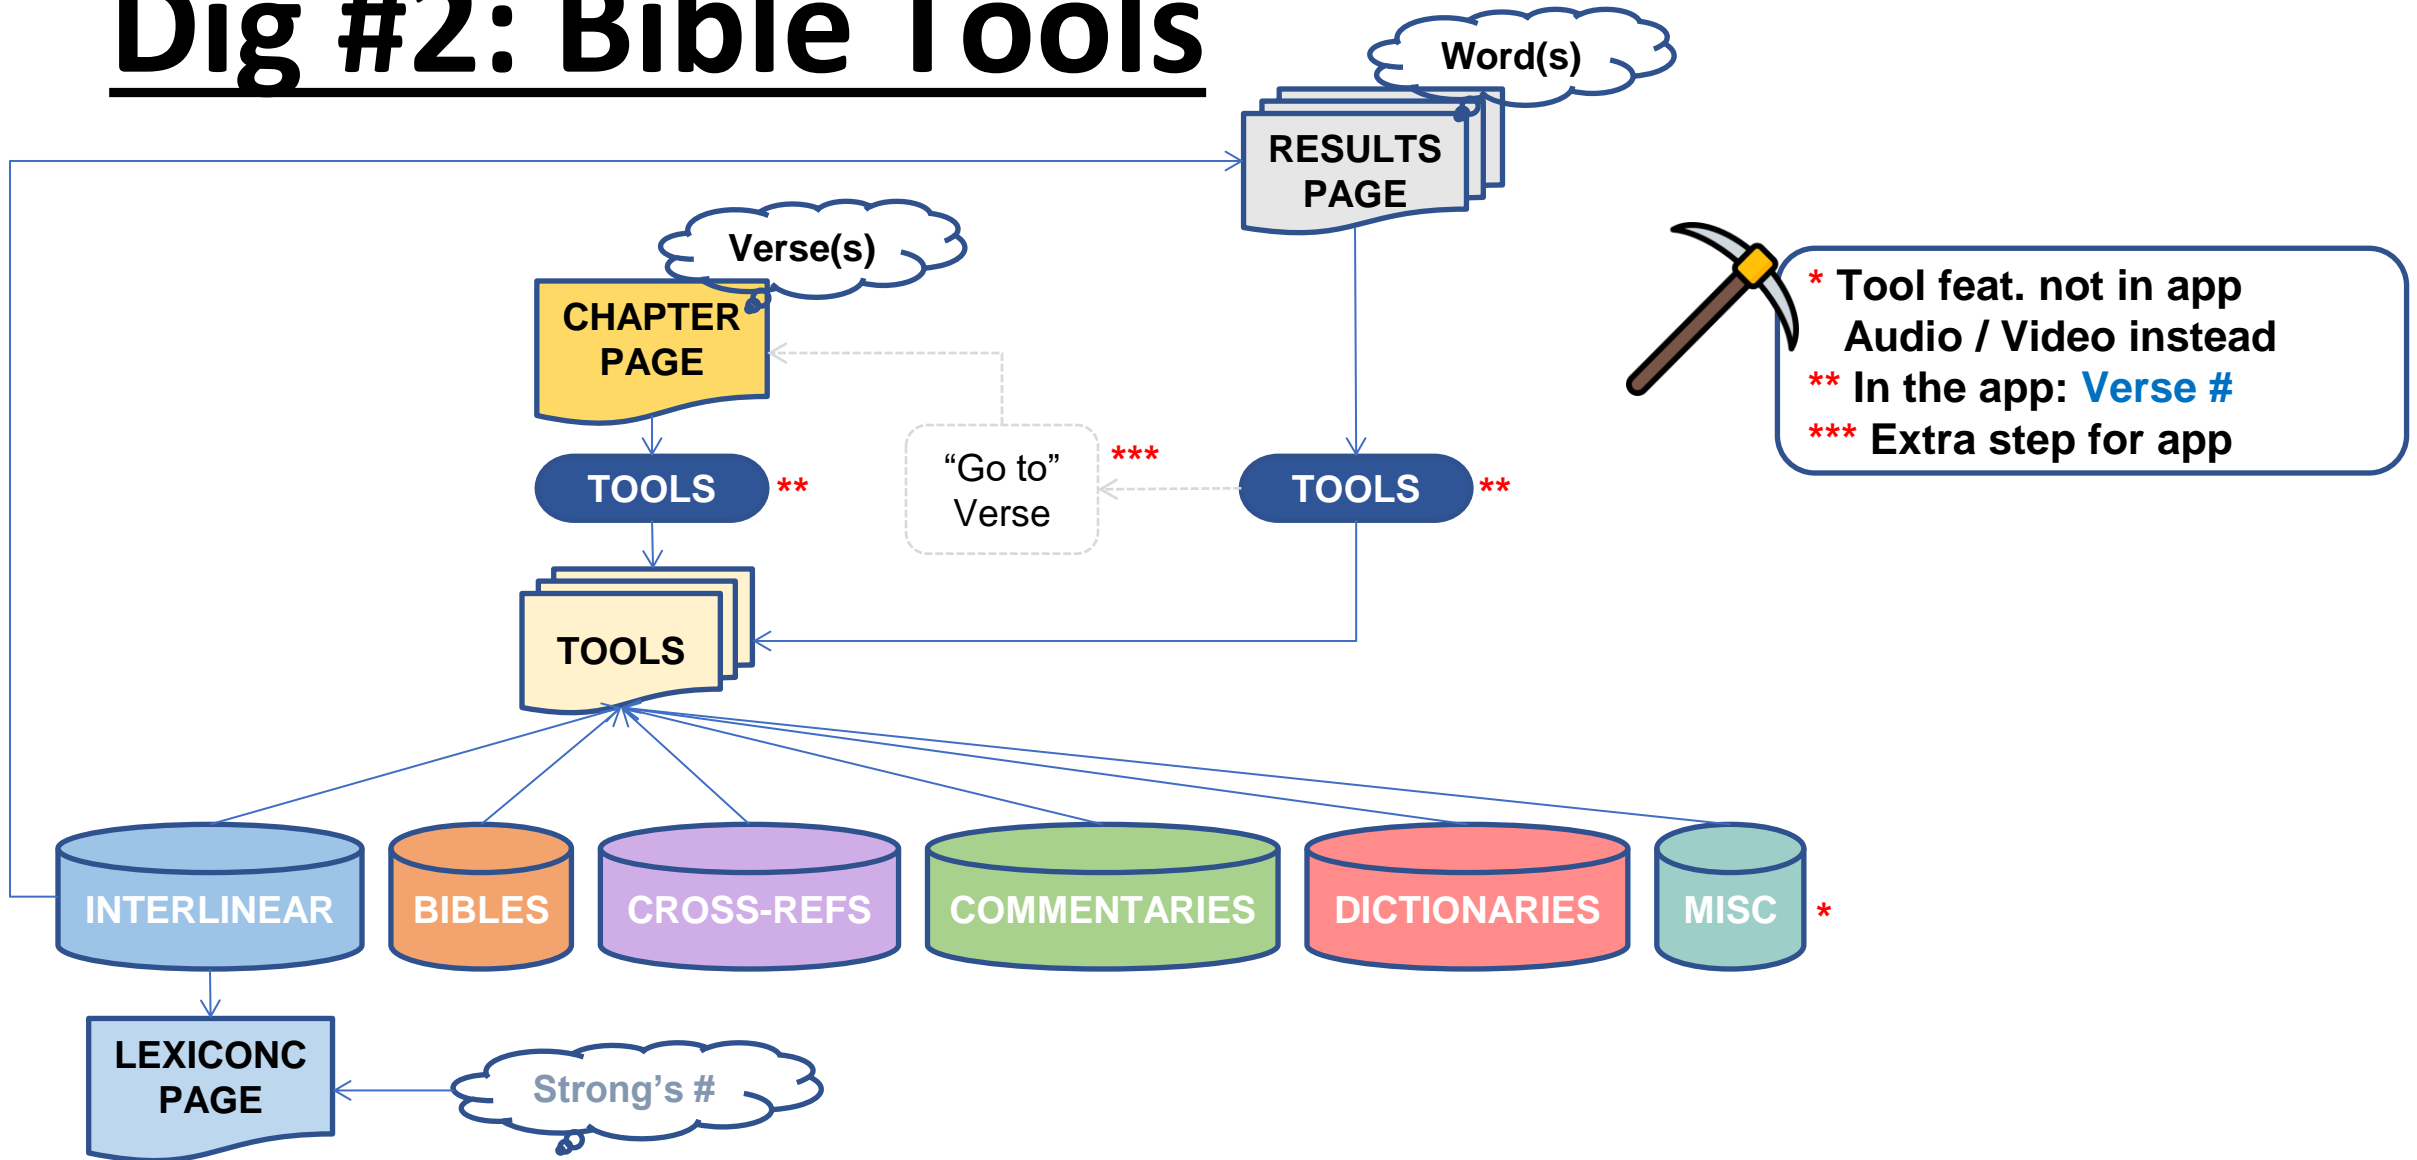 Dig #2: Bible Tools
Word(s)
RESULTS
PAGE
Verse(s)
CHAPTER
PAGE
* Tool feat. not in app
Audio / Video instead
** In the app: Verse #
*** Extra step for app
“Go to”
Verse
***
TOOLS
**
TOOLS
**
TOOLS
INTERLINEAR
BIBLES
CROSS-REFS
COMMENTARIES
DICTIONARIES
MISC
*
LEXICONC
PAGE
Strong’s #